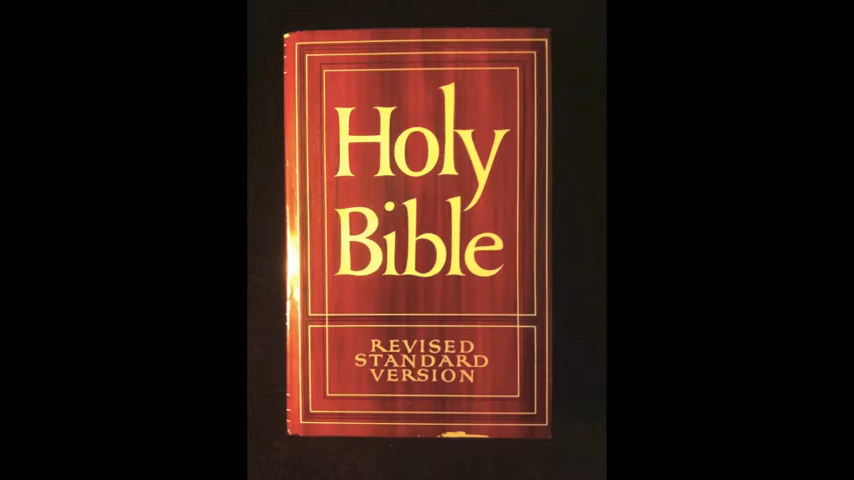 Holy
Bible
REVISED
STANDARD
VERSION